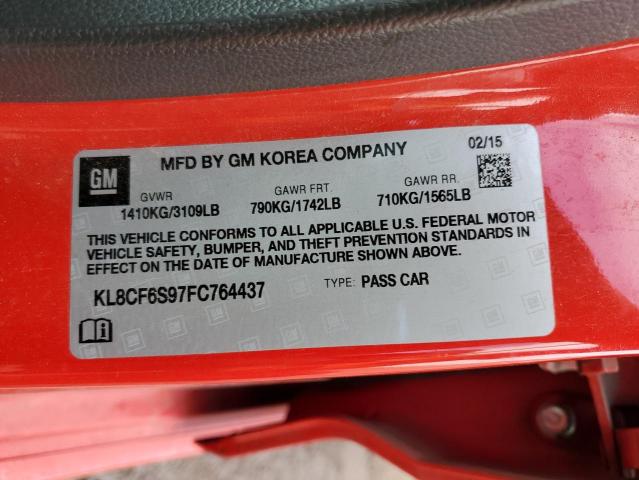 GM
MFD BY GM KOREA COMPANY
02/15
GVWR
GAWR FRT.
GAWR RR.
1410KG/3109LB
790KG/1742LB
710KG/1565LB
THIS VEHICLE CONFORMS TO ALL APPLICABLE U.S. FEDERAL MOTOR
VEHICLE SAFETY, BUMPER, AND THEFT PREVENTION STANDARDS IN
EFFECT ON THE DATE OF MANUFACTURE SHOWN ABOVE.
KL8CF6S97FC764437
TYPE: PASS CAR